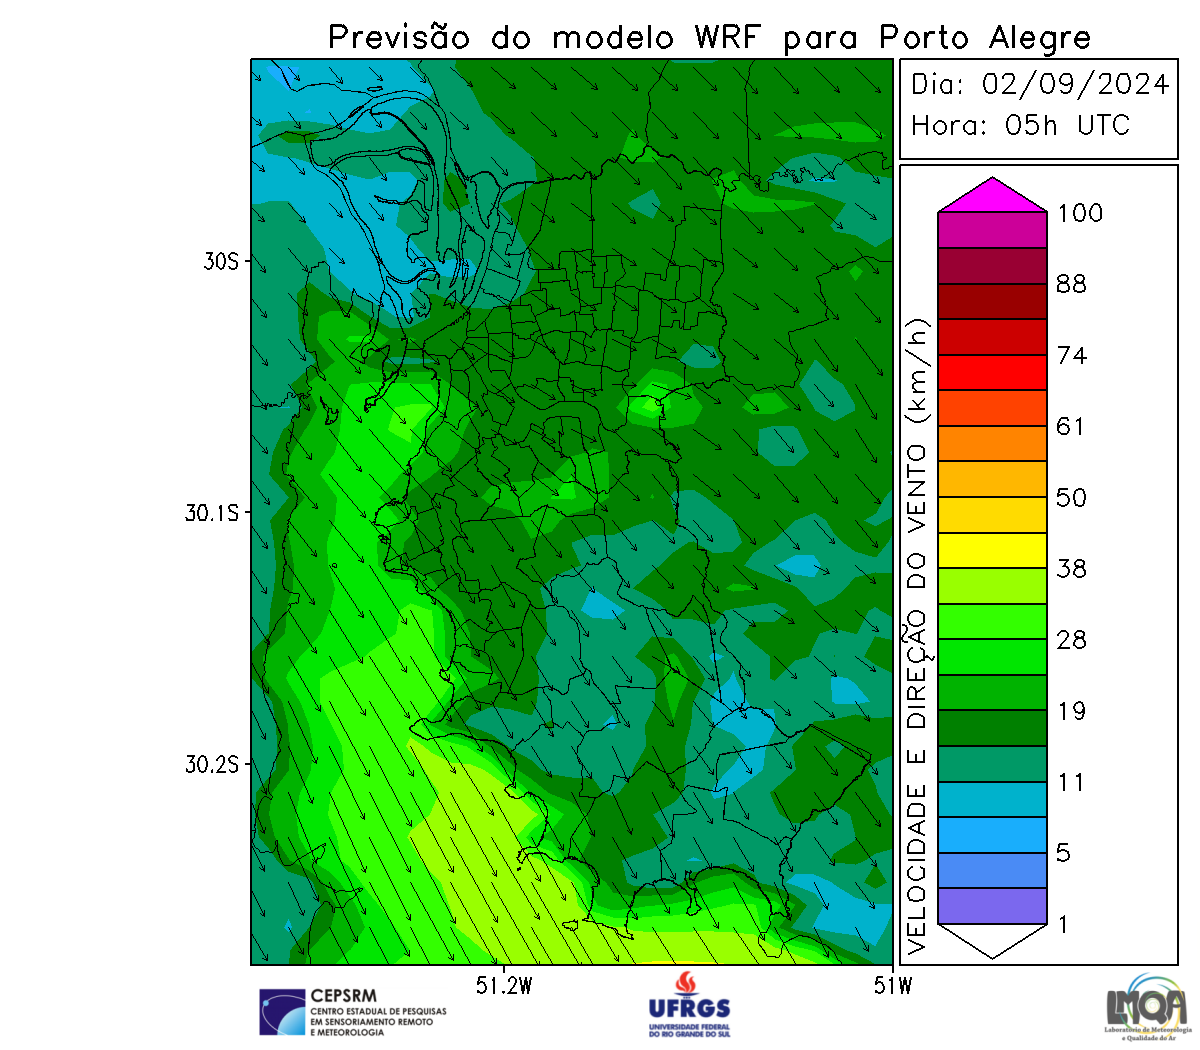 Previsão do modelo WRF para Porto Alegre
Dia: 02/09/2024
Hora: 05h UTC
30S
30.1S
30.2S
51.2W
51W
VELOCIDADE E DIREÇÃO DO VENTO (km/h)
100
88
74
61
50
38
28
19
11
5
1
CEPSRM
CENTRO ESTADUAL DE PESQUISAS
EM SENSORIAMENTO REMOTO
E METEOROLOGIA
UFRGS
UNIVERSIDADE FEDERAL
DO RIO GRANDE DO SUL
LMQA
Laboratório de Meteorologia
e Qualidade do Ar